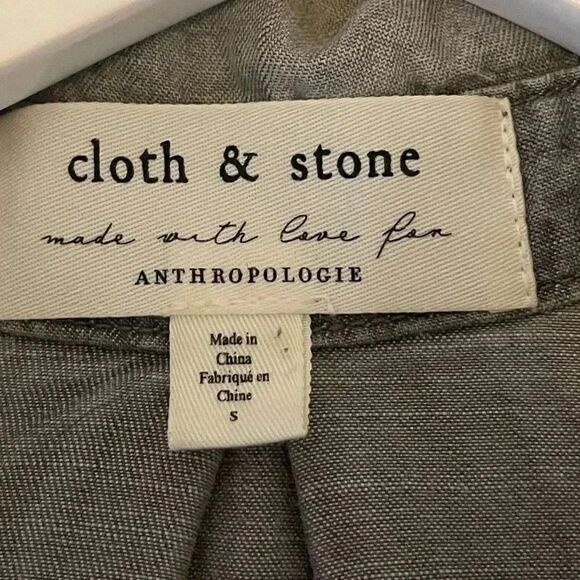 cloth & stone
made with love for
ANTHROPOLOGIE
Made in
China
Fabriqué en
Chine
S